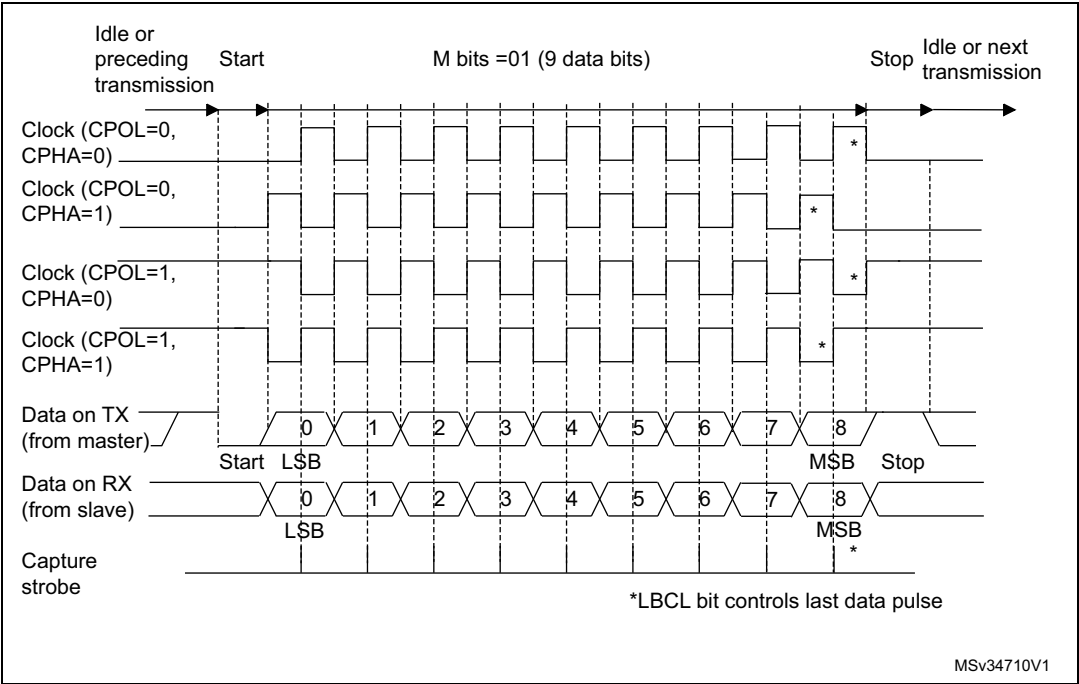 Idle or
preceding
transmission
Start
M bits =01 (9 data bits)
Stop
Idle or next
transmission
Clock (CPOL=0,
CPHA=0)
*
Clock (CPOL=0,
CPHA=1)
*
Clock (CPOL=1,
CPHA=0)
*
Clock (CPOL=1,
CPHA=1)
*
Data on TX
(from master)
0 1 2 3 4 5 6 7 8
Start LSB MSB Stop
Data on RX
(from slave)
0 1 2 3 4 5 6 7 8
LSB MSB
Capture
strobe
*
*LBCL bit controls last data pulse
MSv34710V1